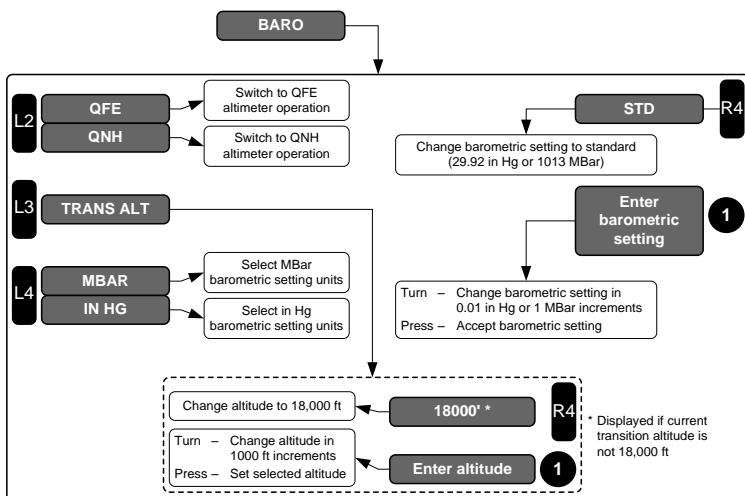 BARO
L2
QFE
Switch to QFE
altimeter operation
QNH
Switch to QNH
altimeter operation
STD
R4
Change barometric setting to standard
(29.92 in Hg or 1013 MBar)
L3
TRANS ALT
Enter
barometric
setting
1
L4
MBAR
Select MBar
barometric setting units
IN HG
Select in Hg
barometric setting units
Turn – Change barometric setting in
0.01 in Hg or 1 MBar increments
Press – Accept barometric setting
Change altitude to 18,000 ft
18000' *
R4
* Displayed if current
transition altitude is
not 18,000 ft
Turn – Change altitude in
1000 ft increments
Press – Set selected altitude
Enter altitude
1